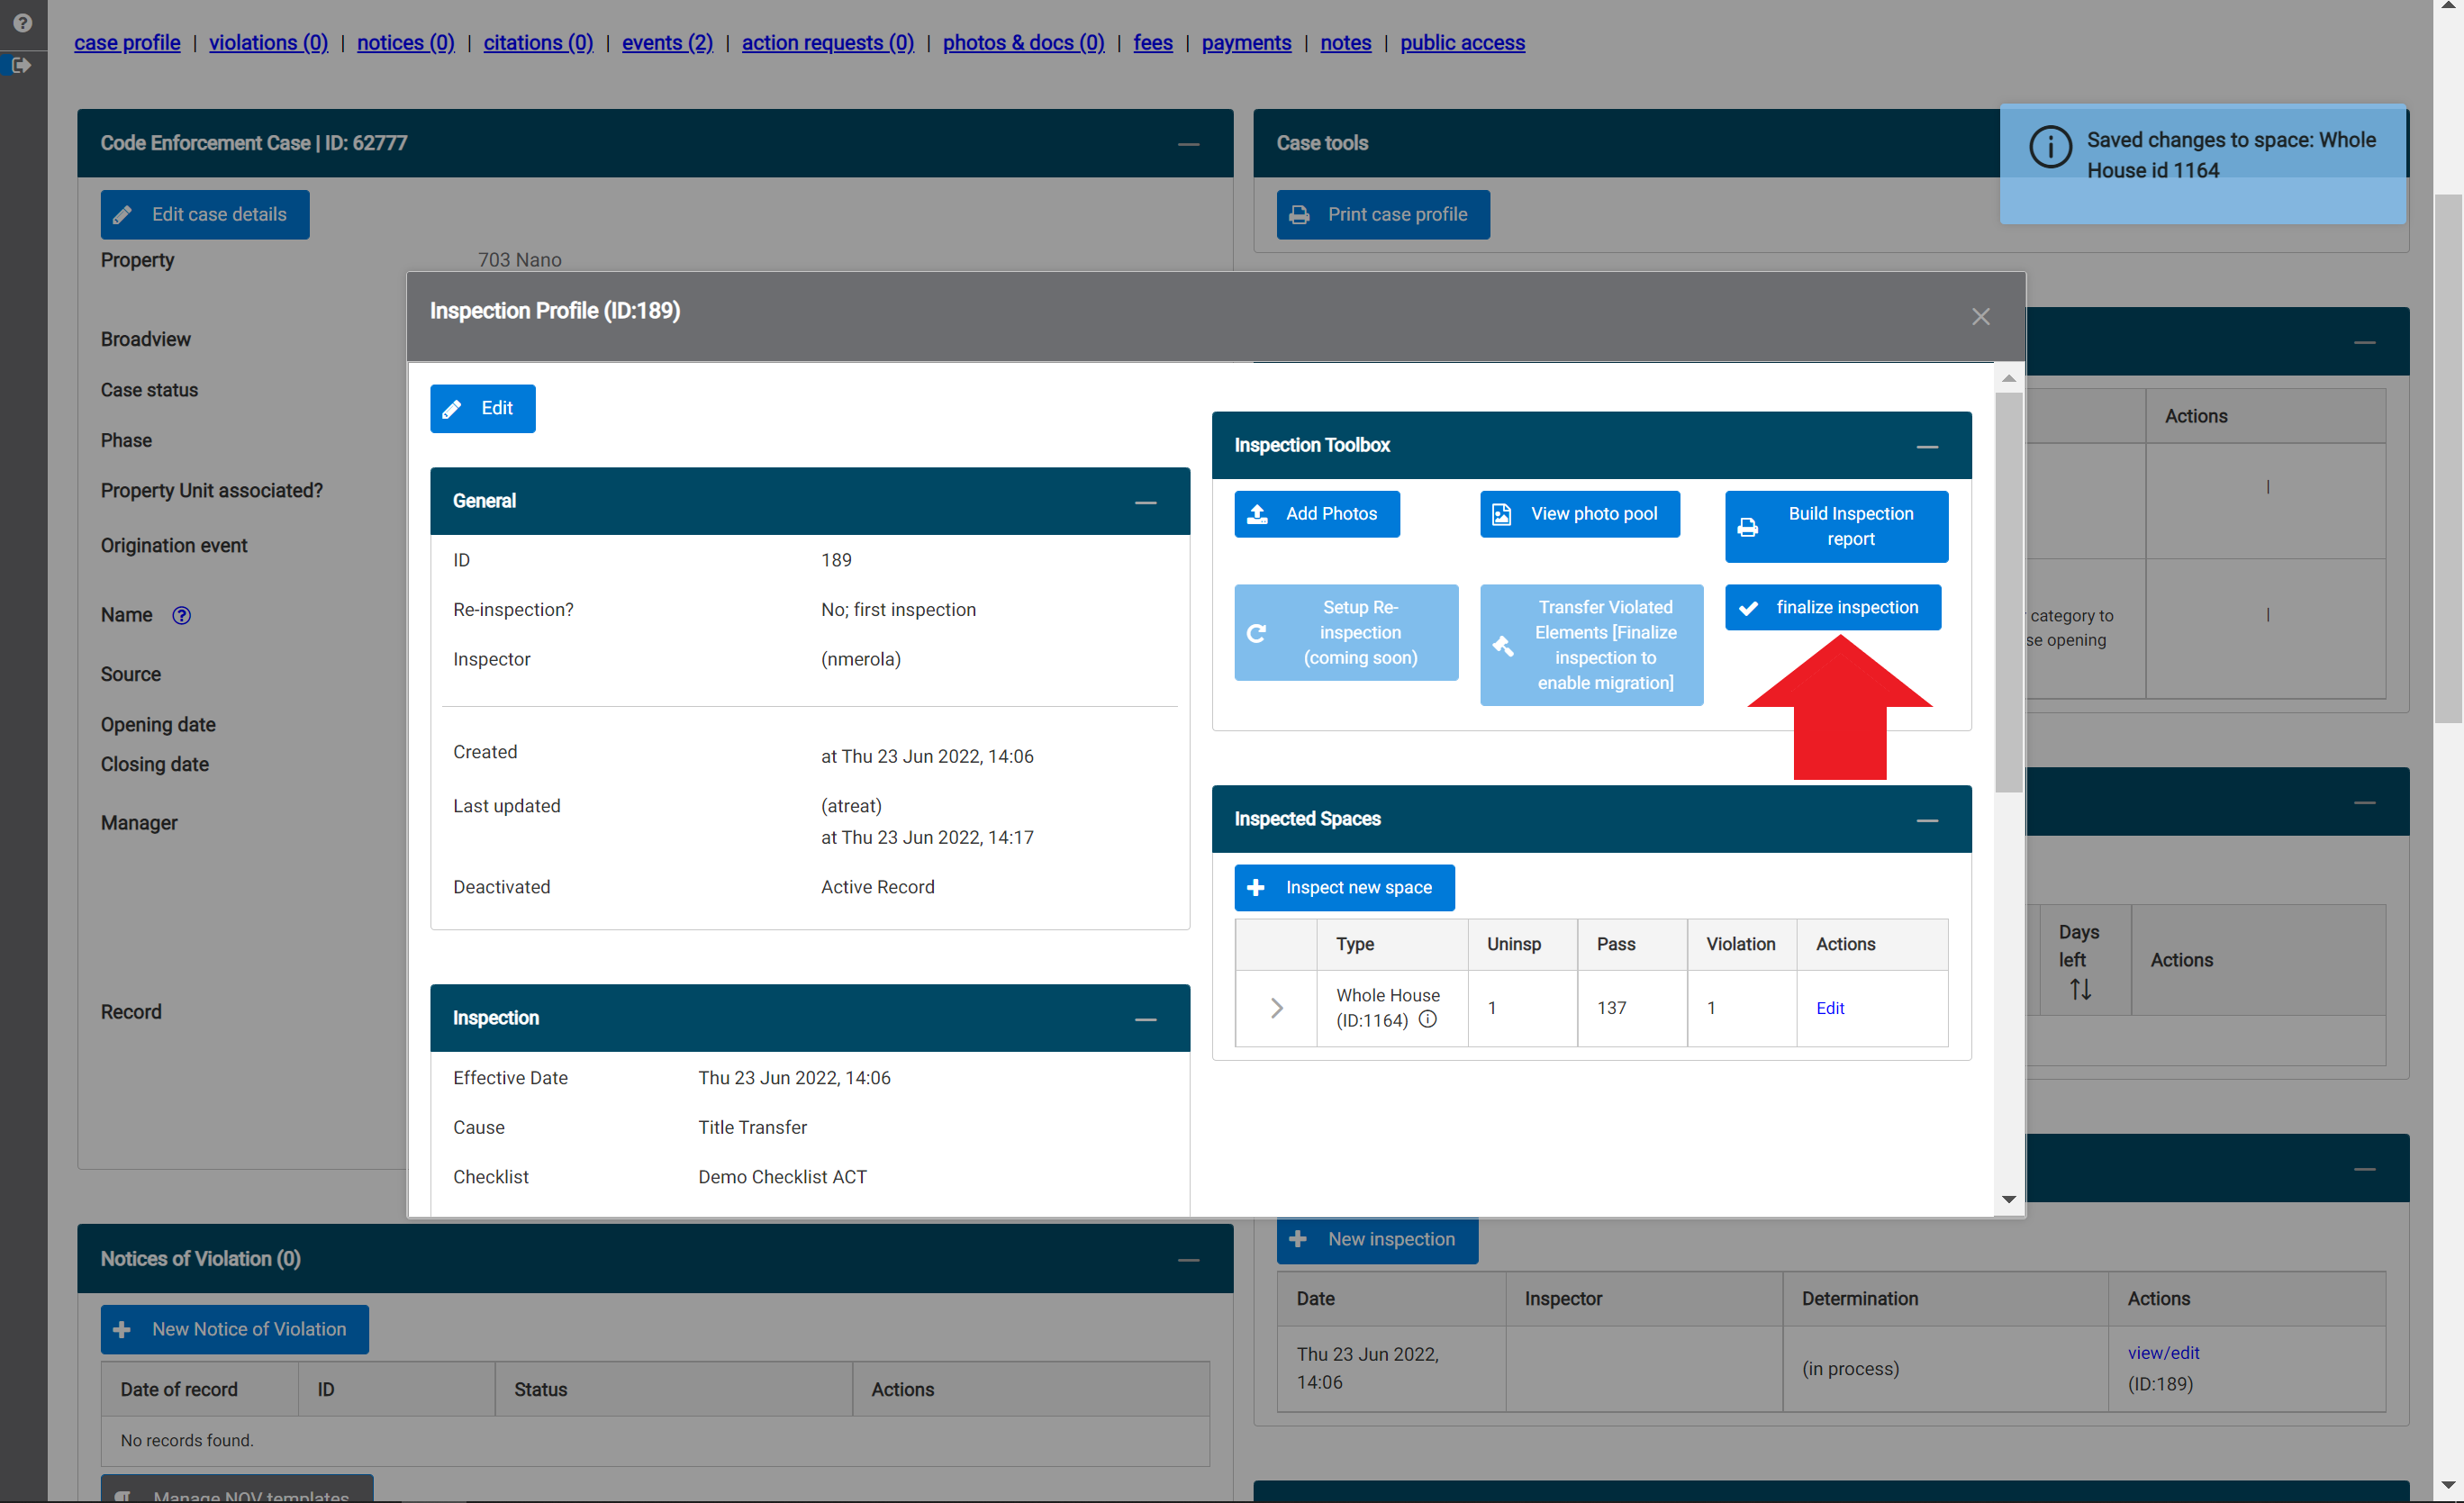 case profile | violations (0) | notices (0) | citations (0) | events (2) | action requests (0) | photos & docs (0) | fees | payments | notes | public access
Code Enforcement Case | ID: 62777
Edit case details
Property 703 Nano
Broadview
Case status
Phase
Property Unit associated?
Origination event
Name
Source
Opening date
Closing date
Manager
Record
Case tools
Print case profile
Saved changes to space: Whole
House id 1164
Inspection Profile (ID:189)
Edit
General
ID 189
Re-inspection? No; first inspection
Inspector (nmerola)
Created at Thu 23 Jun 2022, 14:06
Last updated (atreat)
at Thu 23 Jun 2022, 14:17
Deactivated Active Record
Inspection
Effective Date Thu 23 Jun 2022, 14:06
Cause Title Transfer
Checklist Demo Checklist ACT
Inspection Toolbox
Add Photos
View photo pool
Build Inspection
report
Setup Re-
inspection
(coming soon)
Transfer Violated
Elements [Finalize
inspection to
enable migration]
finalize inspection
Inspected Spaces
Inspect new space
Type Uninsp Pass Violation Actions
Whole House
(ID:1164)
1 137 1 Edit
Actions
|
category to
se opening
|
Days
left
Actions
Notices of Violation (0)
New Notice of Violation
Date of record ID Status Actions
No records found.
Manage NOV templates
New inspection
Date Inspector Determination Actions
Thu 23 Jun 2022,
14:06
(in process)
view/edit
(ID:189)